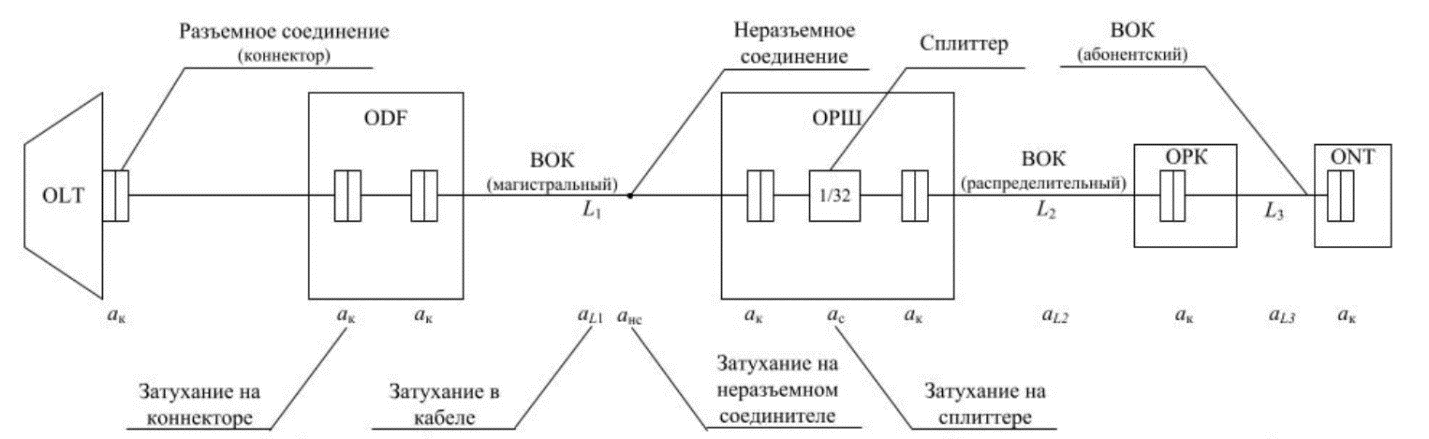 Разъемное соединение
(коннектор)
Неразъемное
соединение
Сплиттер
ВОК
(абонентский)
OLT
ODF
ВОК
(магистральный)
L1
ОРШ
1/32
ВОК
(распределительный)
L2
ОРК
L3
ONT
aк
aк
aк
aL1
aнс
aк
aс
aк
aL2
aк
aL3
aк
Затухание на
коннекторе
Затухание в
кабеле
Затухание на
неразъемном
соединителе
Затухание на
сплиттере